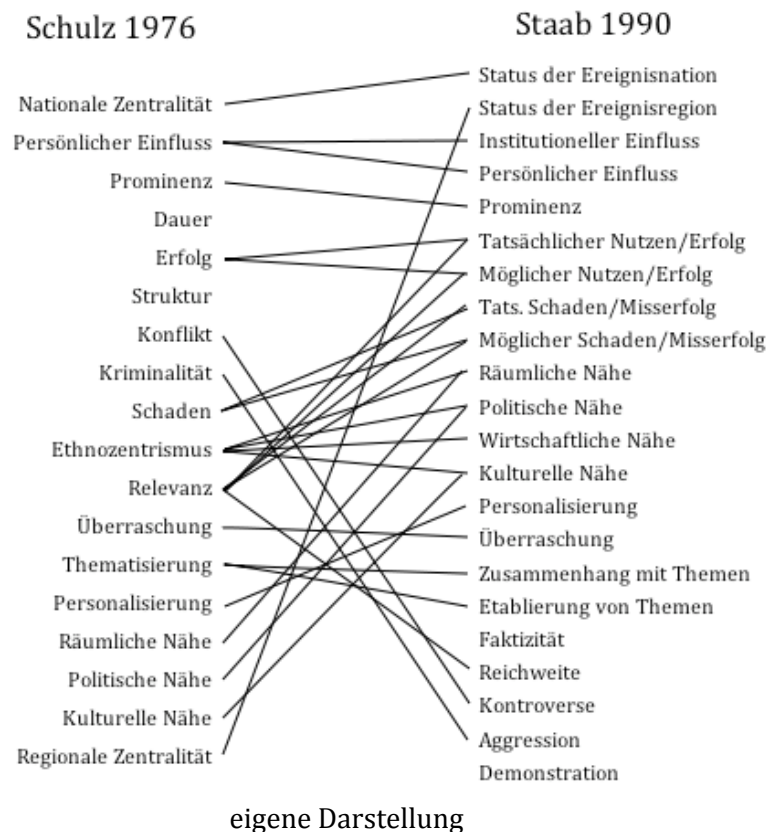 Schulz 1976
Nationale Zentralität
Persönlicher Einfluss
Prominenz
Dauer
Erfolg
Struktur
Konflikt
Kriminalität
Schaden
Ethnozentrismus
Relevanz
Überraschung
Thematisierung
Personalisierung
Räumliche Nähe
Politische Nähe
Kulturelle Nähe
Regionale Zentralität
Staab 1990
Status der Ereignisnation
Status der Ereignisregion
Institutioneller Einfluss
Persönlicher Einfluss
Prominenz
Tatsächlicher Nutzen/Erfolg
Möglicher Nutzen/Erfolg
Tats. Schaden/Misserfolg
Möglicher Schaden/Misserfolg
Räumliche Nähe
Politische Nähe
Wirtschaftliche Nähe
Kulturelle Nähe
Personalisierung
Überraschung
Zusammenhang mit Themen
Etablierung von Themen
Faktizität
Reichweite
Kontroverse
Aggression
Demonstration
eigene Darstellung